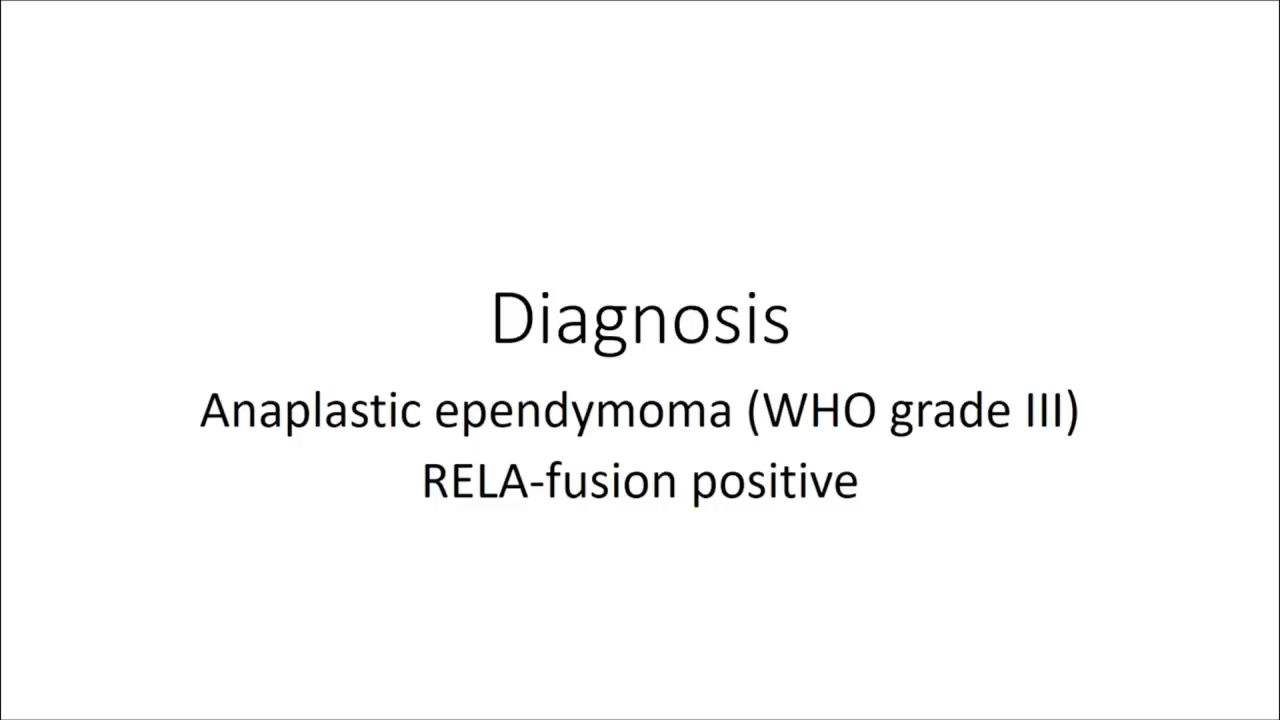 Diagnosis
Anaplastic ependymoma (WHO grade III)
RELA-fusion positive